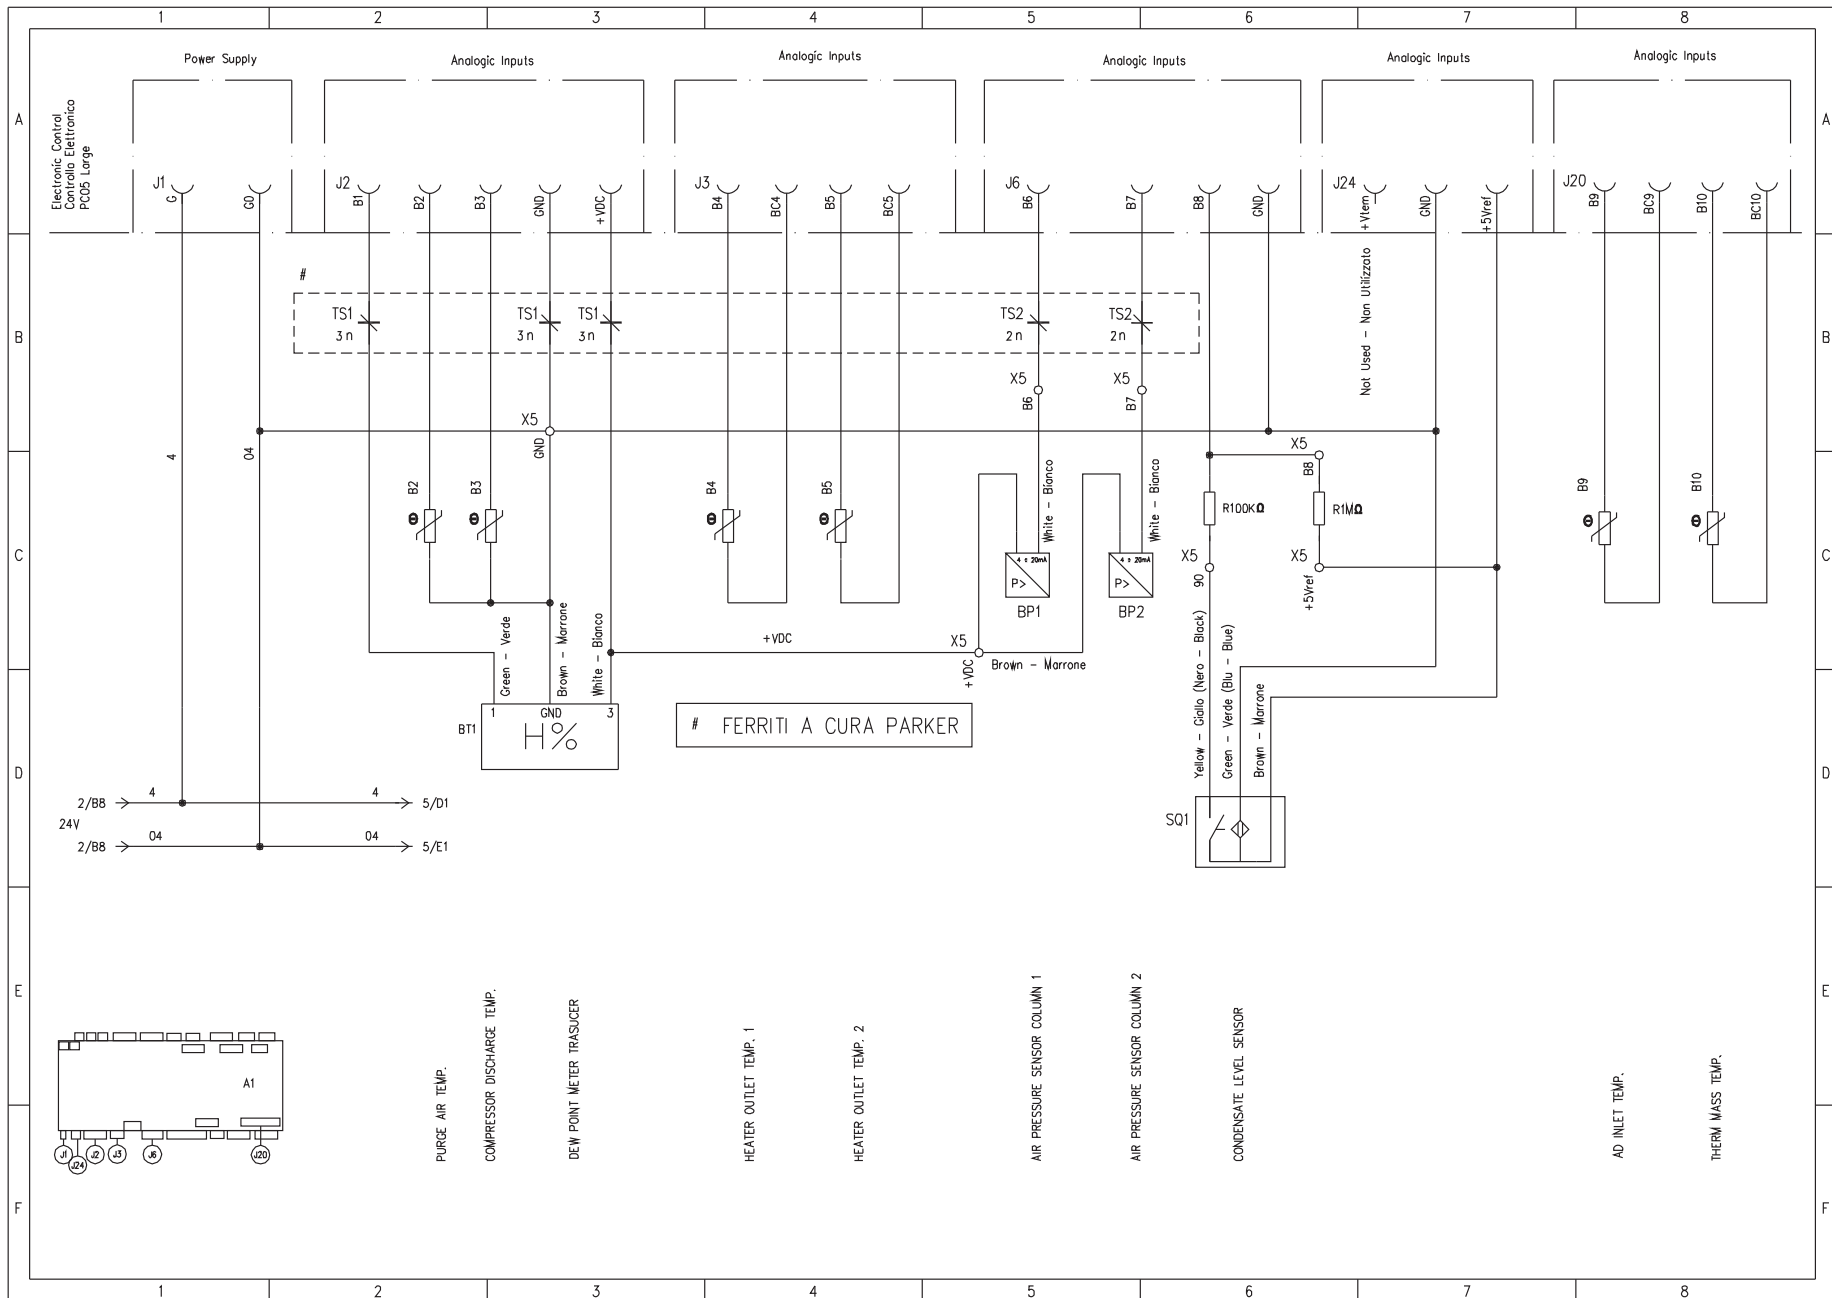 1 2 3 4 5 6 7 8
Power Supply
Analogic Inputs
Analogic Inputs
Analogic Inputs
Analogic Inputs
Analogic Inputs
A
A
Electronic Control
Controllo Elettronico
PCO5 Large
J1
G
G0
J2
B1
B2
B3
GND
+VDC
J3
B4
BC4
B5
BC5
J6
B6
B7
B8
GND
J24
+Vterm
GND
+5Vref
J20
B9
BC9
B10
BC10
Not Used - Non Utilizzato
#
B
B
TS1
3n
TS1
3n
TS1
3n
TS2
2n
TS2
2n
X5
B6
X5
B7
X5
GND
4
04
X5
B8
B2
B3
B4
B5
White - Bianco
White - Bianco
R100KΩ
R1MΩ
B9
B10
θ
θ
θ
θ
θ
θ
C
C
4 ÷ 20mA
P>
BP1
4 ÷ 20mA
P>
BP2
X5
90
X5
+5Vref
Green - Verde
Brown - Marrone
White - Bianco
+VDC
X5
+VDC
Brown - Marrone
Yellow - Giallo (Nero - Black)
Green - Verde (Blu - Blue)
Brown - Marrone
BT1
1 GND 3
H%
# FERRITI A CURA PARKER
D
D
2/B8
4
4
5/D1
24V
2/B8
04
04
5/E1
SQ1
E
E
A1
J1
J24
J2
J3
J6
J20
PURGE AIR TEMP.
COMPRESSOR DISCHARGE TEMP.
DEW POINT METER TRASUCER
HEATER OUTLET TEMP. 1
HEATER OUTLET TEMP. 2
AIR PRESSURE SENSOR COLUMN 1
AIR PRESSURE SENSOR COLUMN 2
CONDENSATE LEVEL SENSOR
AD INLET TEMP.
THERM MASS TEMP.
F
F
1 2 3 4 5 6 7 8